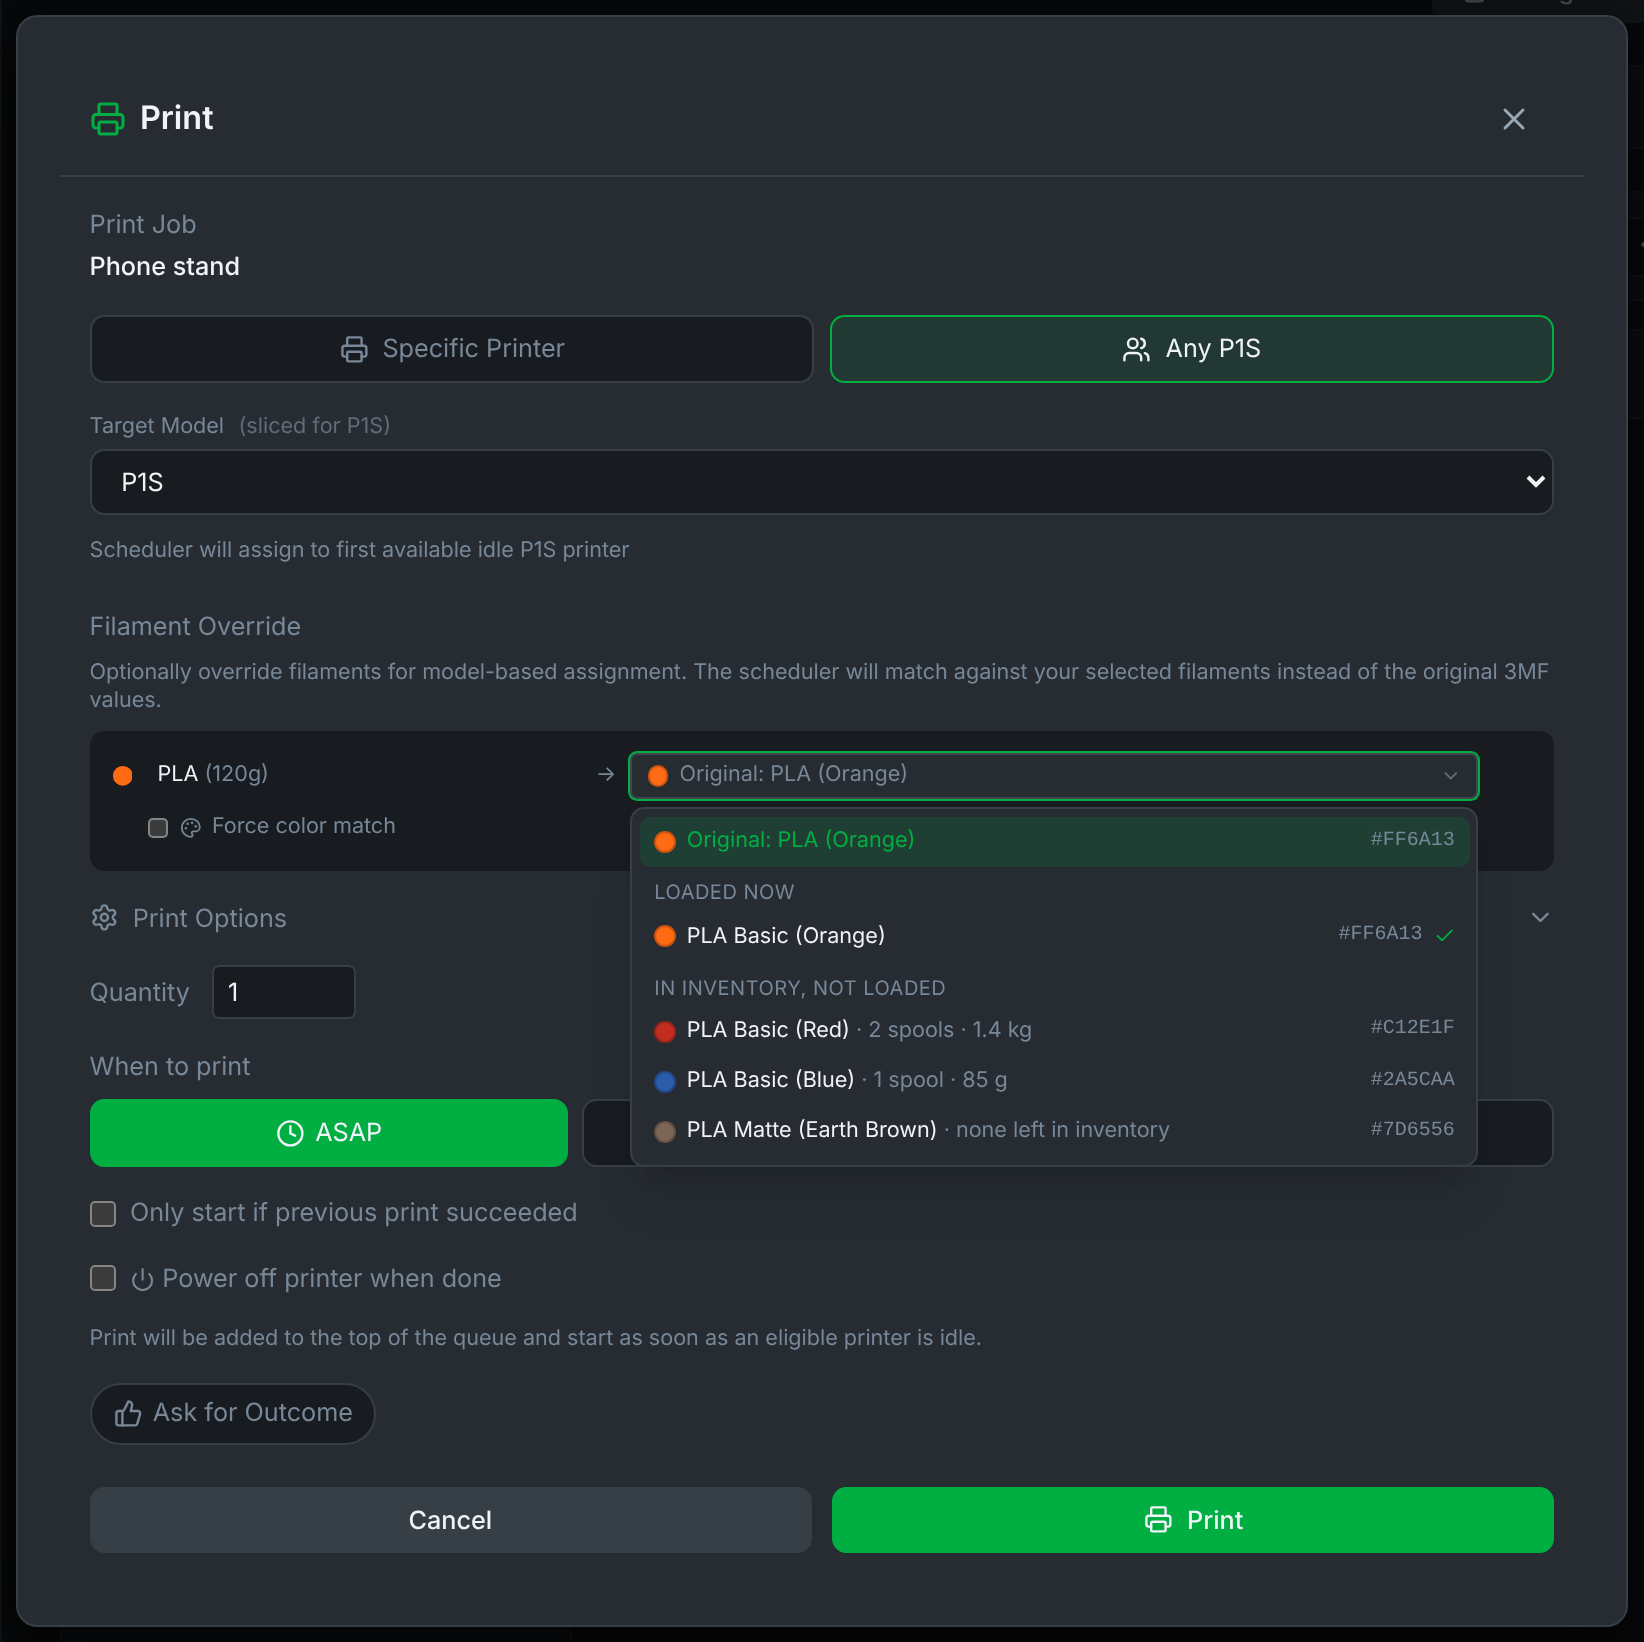 Print
Print Job
Phone stand
Specific Printer
Any P1S
Target Model (sliced for P1S)
P1S
Scheduler will assign to first available idle P1S printer
Filament Override
Optionally override filaments for model-based assignment. The scheduler will match against your selected filaments instead of the original 3MF
values.
PLA (120g)
→ Original: PLA (Orange)
Force color match
Original: PLA (Orange) #FF6A13
LOADED NOW
PLA Basic (Orange) #FF6A13
IN INVENTORY, NOT LOADED
PLA Basic (Red) · 2 spools · 1.4 kg #C12E1F
PLA Basic (Blue) · 1 spool · 85 g #2A5CAA
PLA Matte (Earth Brown) · none left in inventory #7D6556
Print Options
Quantity 1
When to print
ASAP
Only start if previous print succeeded
Power off printer when done
Print will be added to the top of the queue and start as soon as an eligible printer is idle.
Ask for Outcome
Cancel
Print